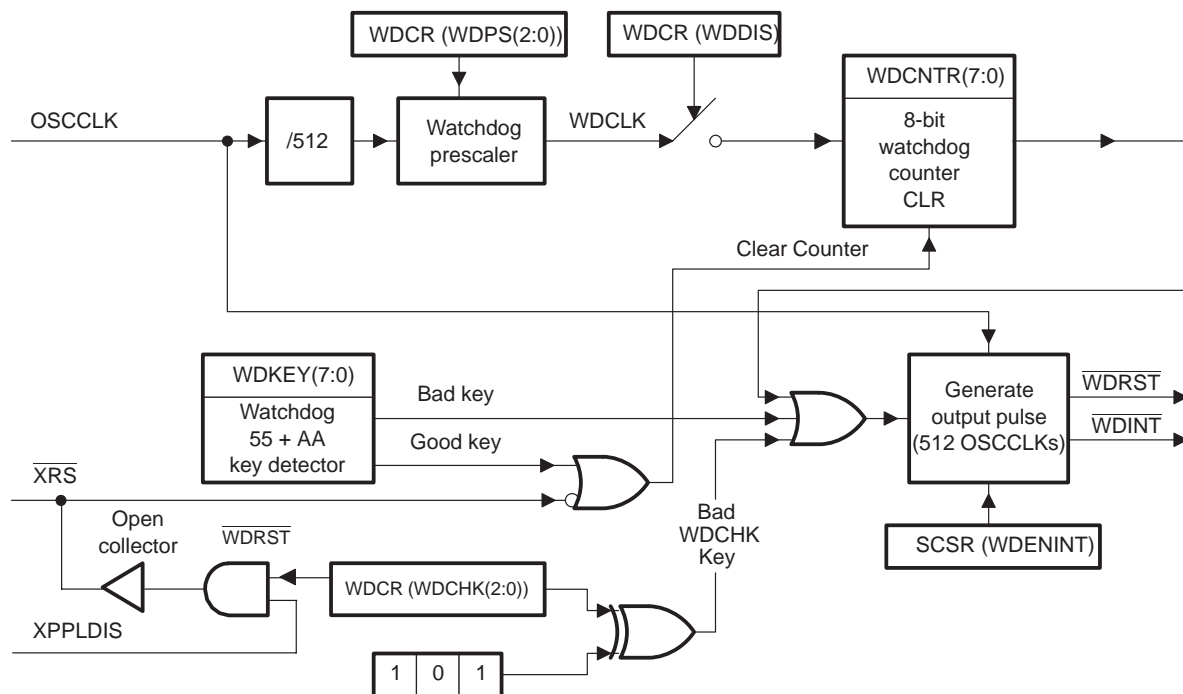 WDCR (WDPS(2:0))
WDCR (WDDIS)
WDCNTR(7:0)
OSCCLK
/512
Watchdog
prescaler
WDCLK
8-bit
watchdog
counter
CLR
Clear Counter
WDKEY(7:0)
Watchdog
55 + AA
key detector
Bad key
Good key
Generate
output pulse
(512 OSCCLKs)
WDRST
WDINT
XRS
Open
collector
WDRST
Bad
WDCHK
Key
SCSR (WDENINT)
WDCR (WDCHK(2:0))
XPPLDIS
1 0 1